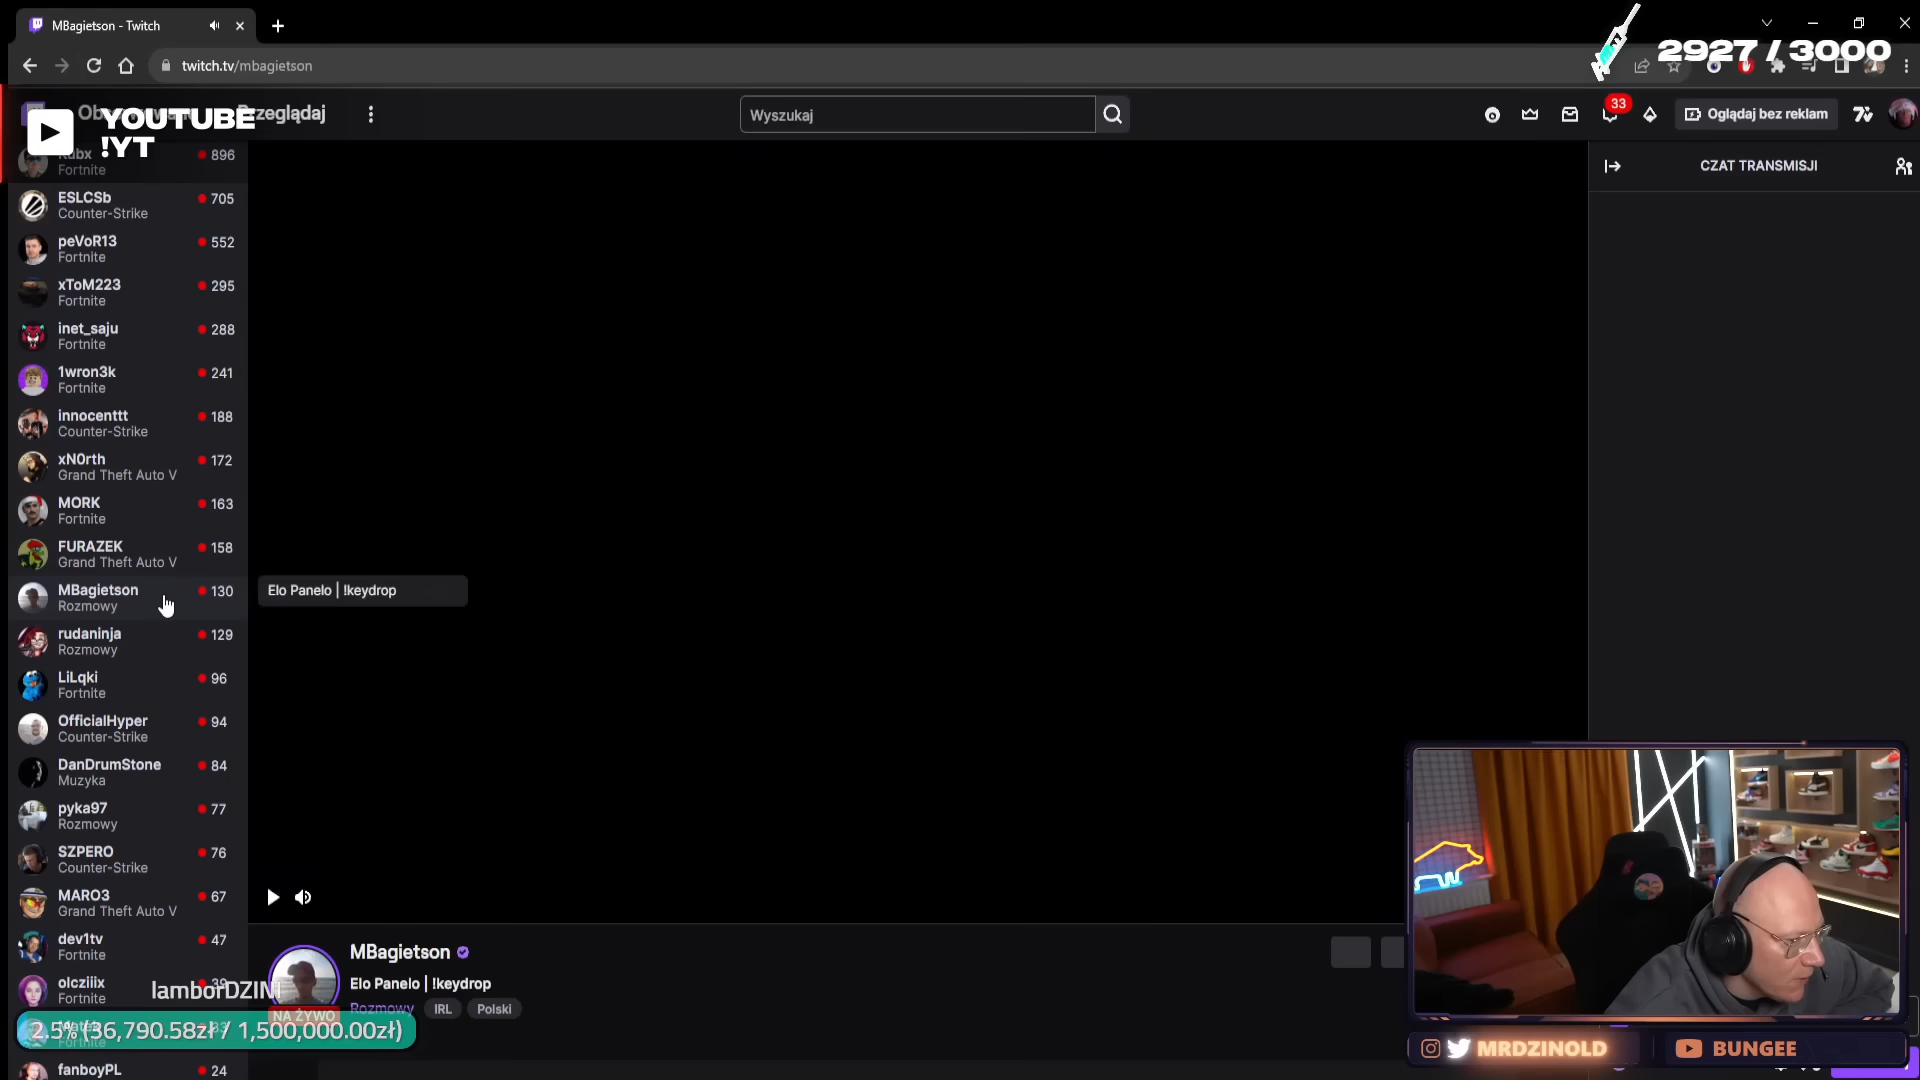 MBagietson - Twitch
twitch.tv/mbagietson
2927 / 3000
YOUTUBE
!YT
Przeglądaj
Wyszukaj
33
Oglądaj bez reklam
CZAT TRANSMISJI
896
Fortnite
ESLCSb
705
Counter-Strike
peVoR13
552
Fortnite
xToM223
295
Fortnite
inet_saju
288
Fortnite
1wron3k
241
Fortnite
innocenttt
188
Counter-Strike
xN0rth
172
Grand Theft Auto V
MORK
163
Fortnite
FURAZEK
158
Grand Theft Auto V
MBagietson
130
Rozmowy
Elo Panelo | !keydrop
rudaninja
129
Rozmowy
LiLqki
96
Fortnite
OfficialHyper
94
Counter-Strike
DanDrumStone
84
Muzyka
pyka97
77
Rozmowy
SZPERO
76
Counter-Strike
MARO3
67
Grand Theft Auto V
dev1tv
47
Fortnite
olcziiix
Fortnite
2.5% (36,790.58zł / 1,500,000.00zł)
fanboyPL
24
MBagietson
Elo Panelo | !keydrop
Rozmowy
IRL
Polski
NA ŻYWO
MRDZINOLD
BUNGEE